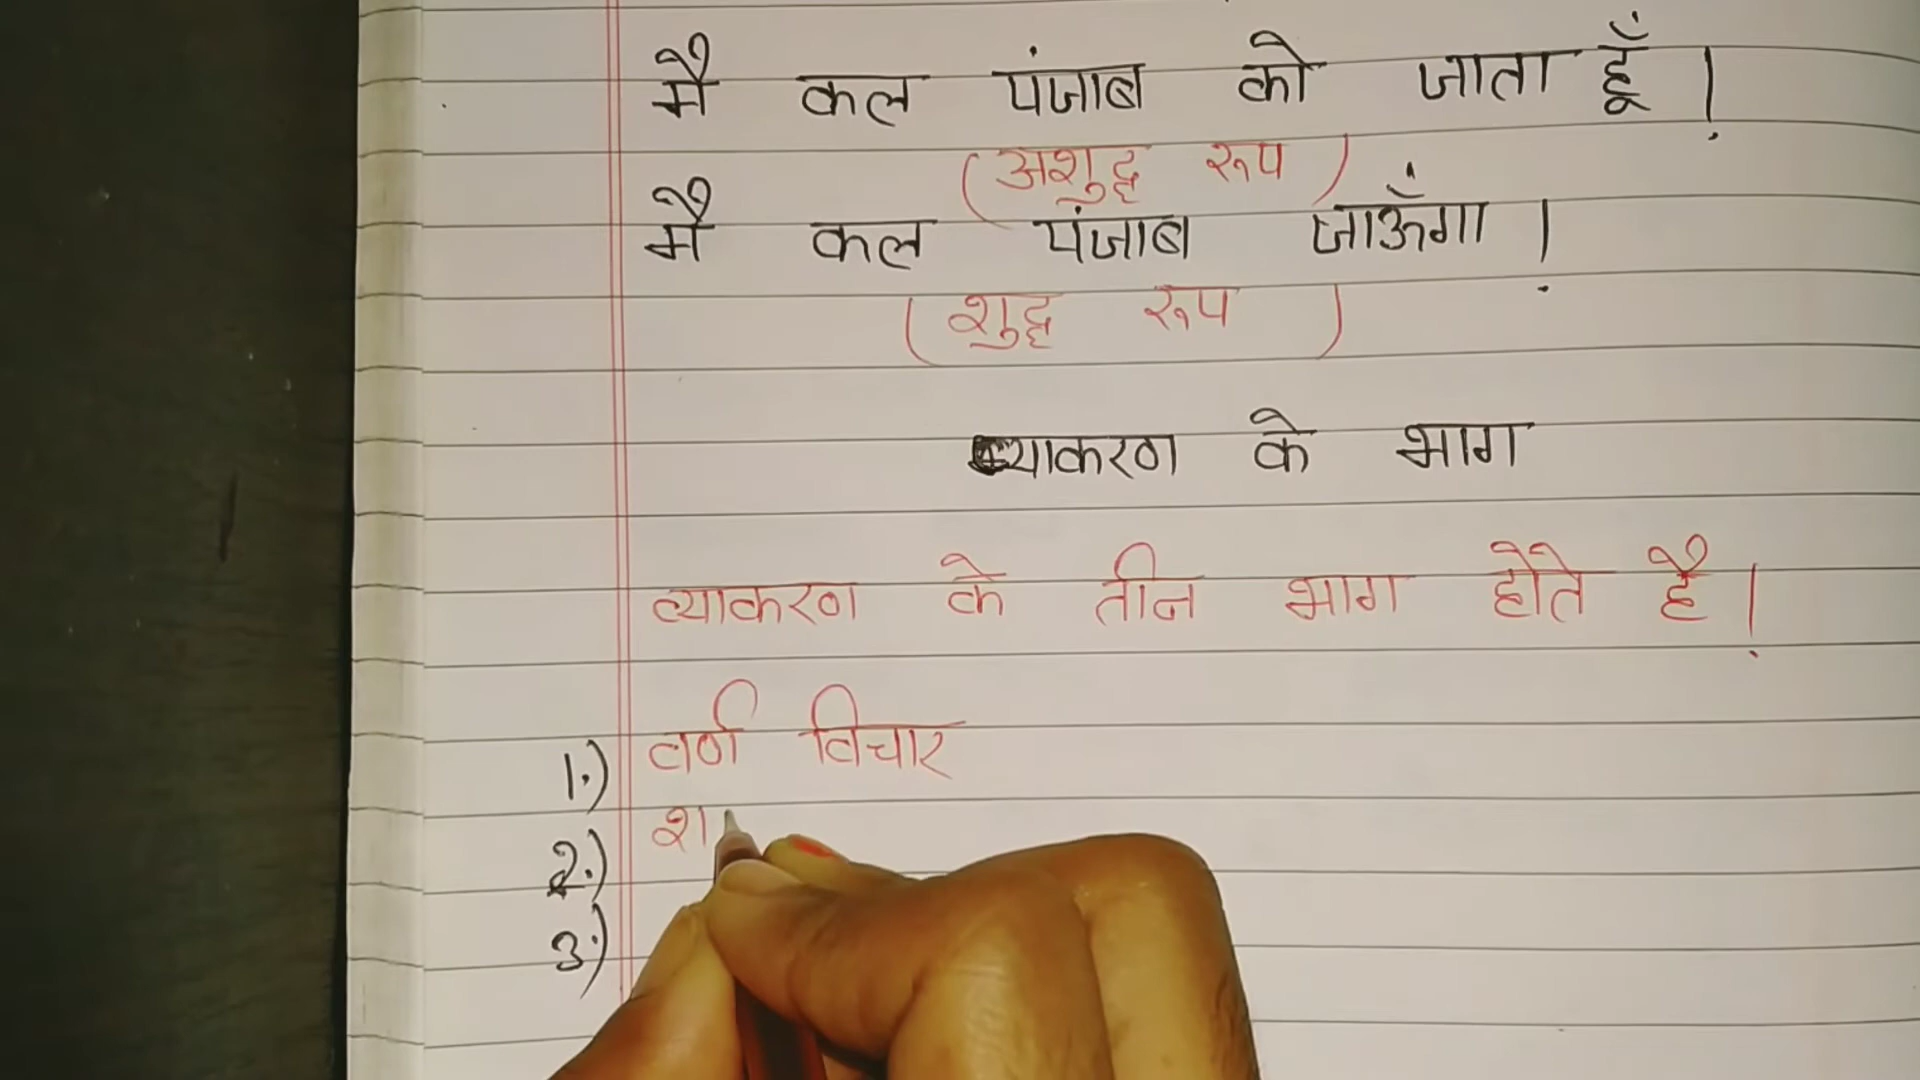 मै कल पंजाब को जाता हूँ।
(अशुद्ध रूप)
मै कल पंजाब जाऊँगा।
(शुद्ध रूप)
व्याकरण के भाग
व्याकरण के तीन भाग होते है।
1.) वर्ण विचार
2.) श
3.)